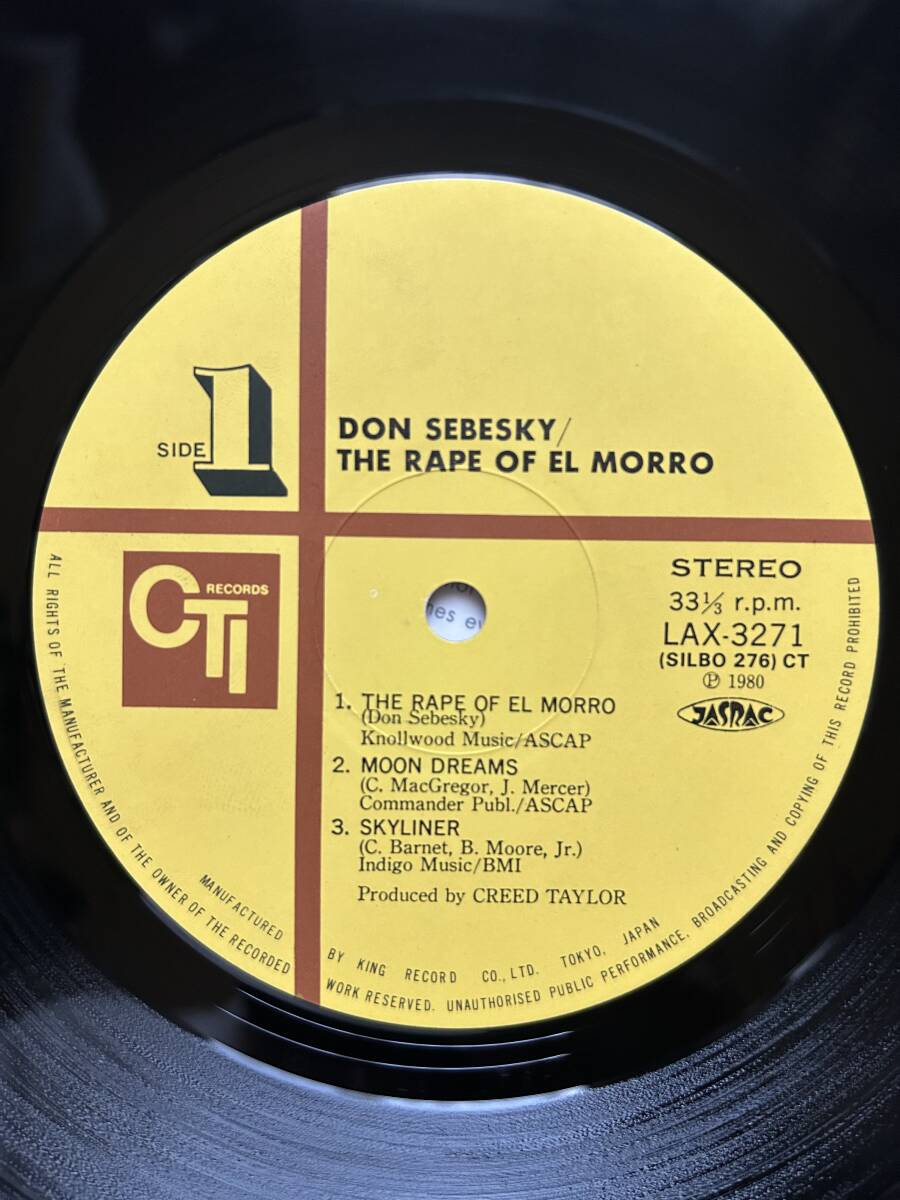 SIDE 1
DON SEBESKY/
THE RAPE OF EL MORRO
CTI RECORDS
STEREO
33⅓ r.p.m.
LAX-3271
(SILBO 276) CT
Ⓟ 1980
JASRAC
1. THE RAPE OF EL MORRO
(Don Sebesky)
Knollwood Music/ASCAP
2. MOON DREAMS
(C. MacGregor, J. Mercer)
Commander Publ./ASCAP
3. SKYLINER
(C. Barnet, B. Moore, Jr.)
Indigo Music/BMI
Produced by CREED TAYLOR
MANUFACTURED BY KING RECORD CO., LTD. TOKYO, JAPAN
ALL RIGHTS OF THE MANUFACTURER AND OF THE OWNER OF THE RECORDED WORK RESERVED. UNAUTHORISED PUBLIC PERFORMANCE, BROADCASTING AND COPYING OF THIS RECORD PROHIBITED